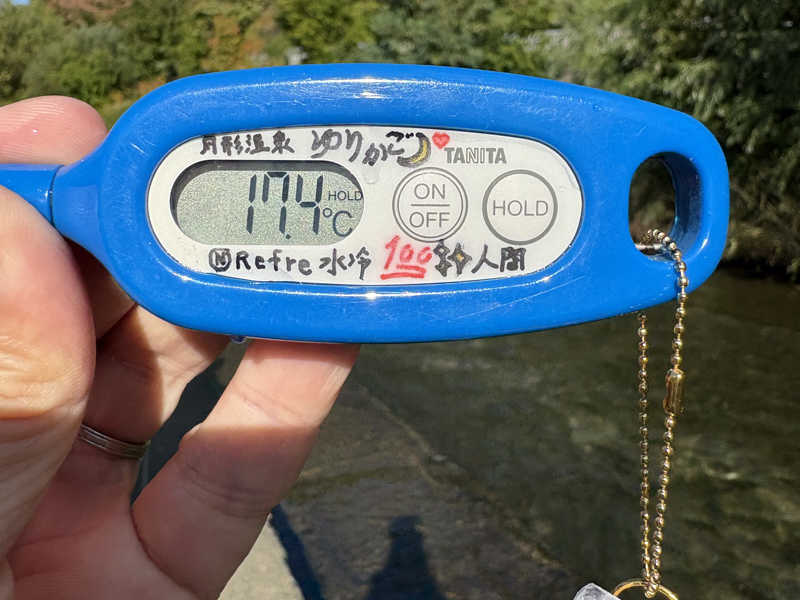 月形温泉 ゆりかご
TANITA
17.4
HOLD
°C
ON
OFF
HOLD
Ⓝ Refre 水冷 100 人間